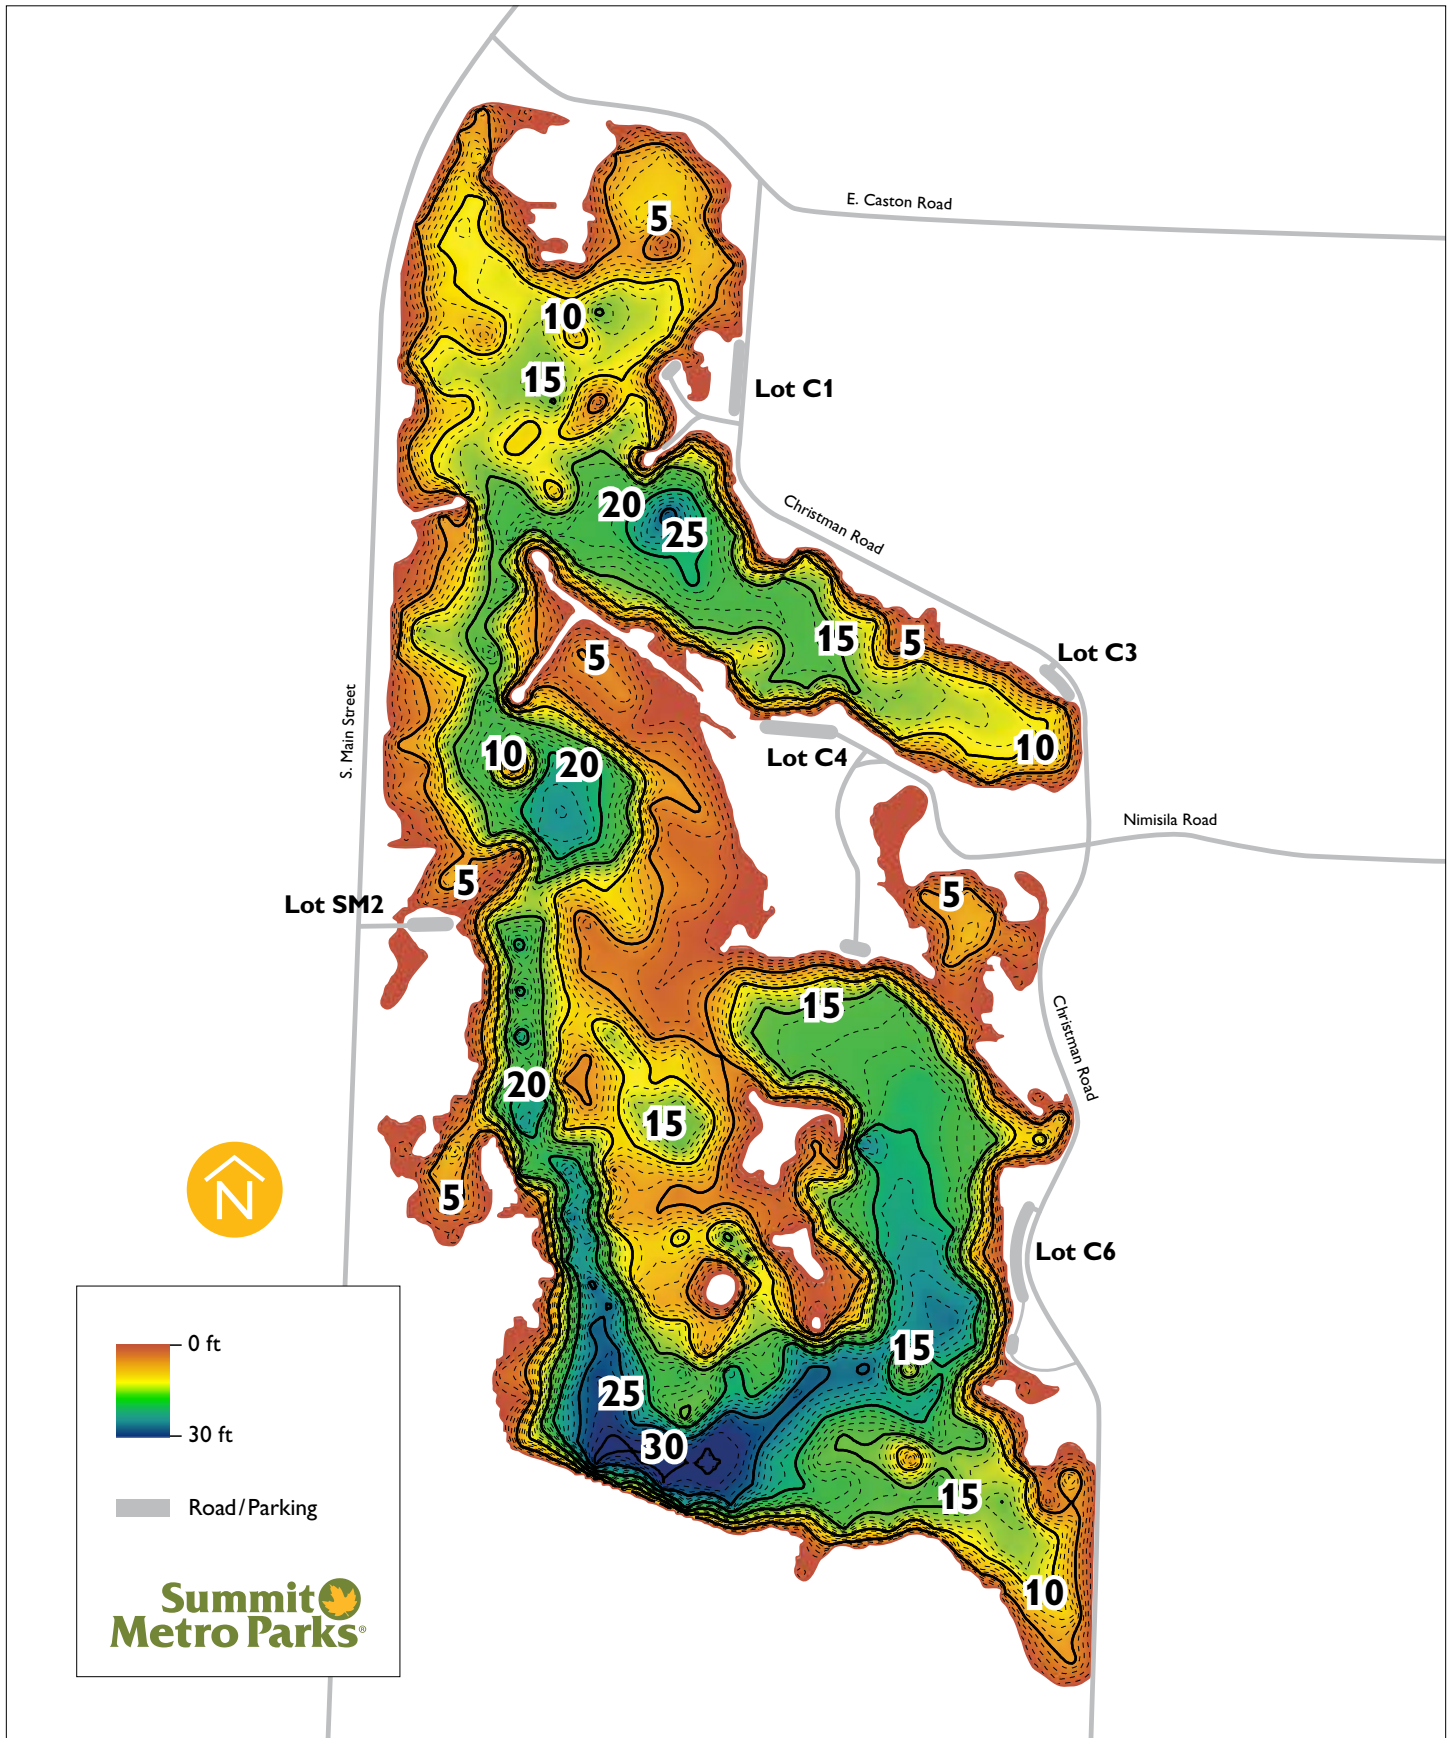 E. Caston Road
5
10
15
Lot C1
20
25
Christman Road
15
5
Lot C3
5
S. Main Street
10
20
Lot C4
10
Nimisila Road
5
Lot SM2
5
15
Christman Road
20
15
N
5
Lot C6
0 ft
15
25
30 ft
30
15
Road/Parking
10
Summit
Metro Parks®